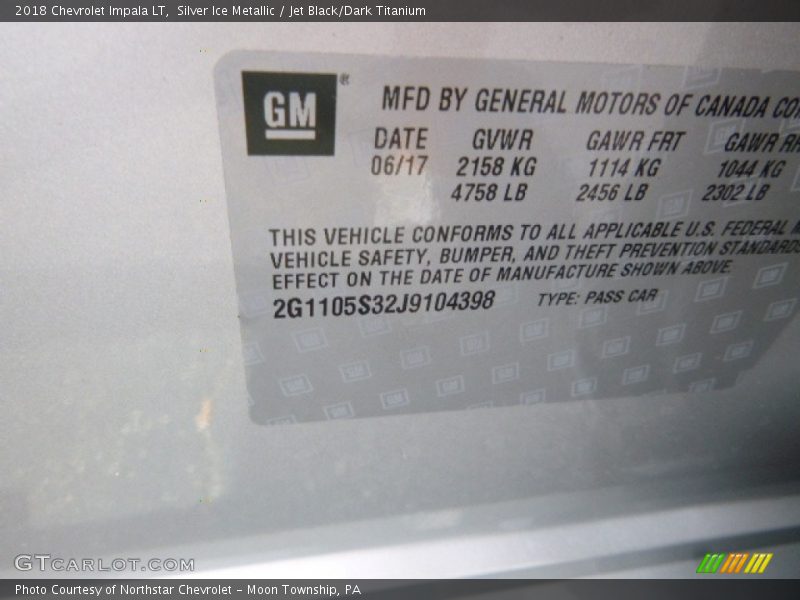 2018 Chevrolet Impala LT,  Silver Ice Metallic / Jet Black/Dark Titanium
GM ®
MFD BY GENERAL MOTORS OF CANADA
DATE GVWR GAWR FRT GAWR
06/17 2158 KG 1114 KG 1044 KG
4758 LB 2456 LB 2302 LB
THIS VEHICLE CONFORMS TO ALL APPLICABLE U.S. FEDERAL
VEHICLE SAFETY, BUMPER, AND THEFT PREVENTION STANDARDS
EFFECT ON THE DATE OF MANUFACTURE SHOWN ABOVE
2G1105S32J9104398 TYPE: PASS CAR
GTCARLOT.COM
Photo Courtesy of Northstar Chevrolet – Moon Township, PA